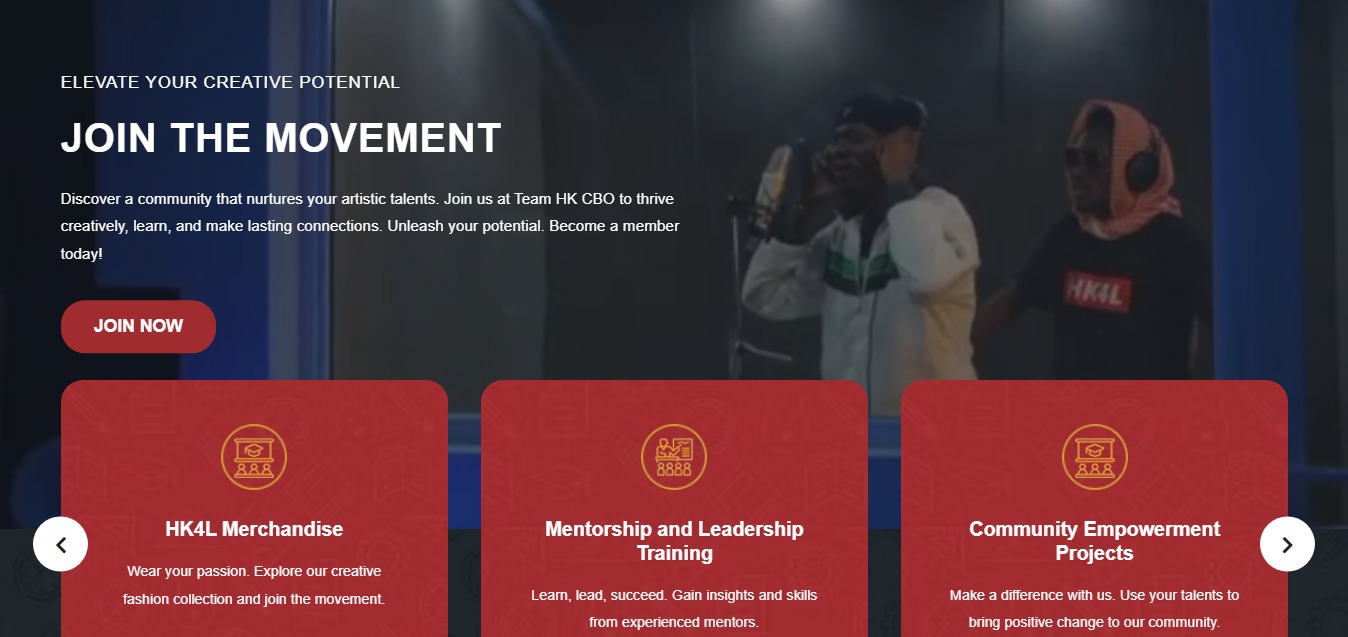 ELEVATE YOUR CREATIVE POTENTIAL
JOIN THE MOVEMENT
Discover a community that nurtures your artistic talents. Join us at Team HK CBO to thrive
creatively, learn, and make lasting connections. Unleash your potential. Become a member
today!
JOIN NOW
HK4L
HK4L Merchandise
Wear your passion. Explore our creative
fashion collection and join the movement.
Mentorship and Leadership
Training
Learn, lead, succeed. Gain insights and skills
from experienced mentors.
Community Empowerment
Projects
Make a difference with us. Use your talents to
bring positive change to our community.